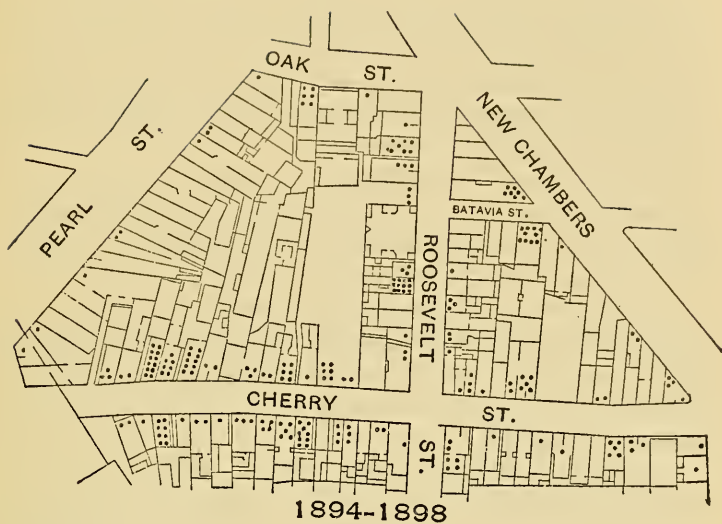 OAK ST.
PEARL ST.
NEW CHAMBERS
BATAVIA ST.
ROOSEVELT ST.
CHERRY ST.
1894-1898